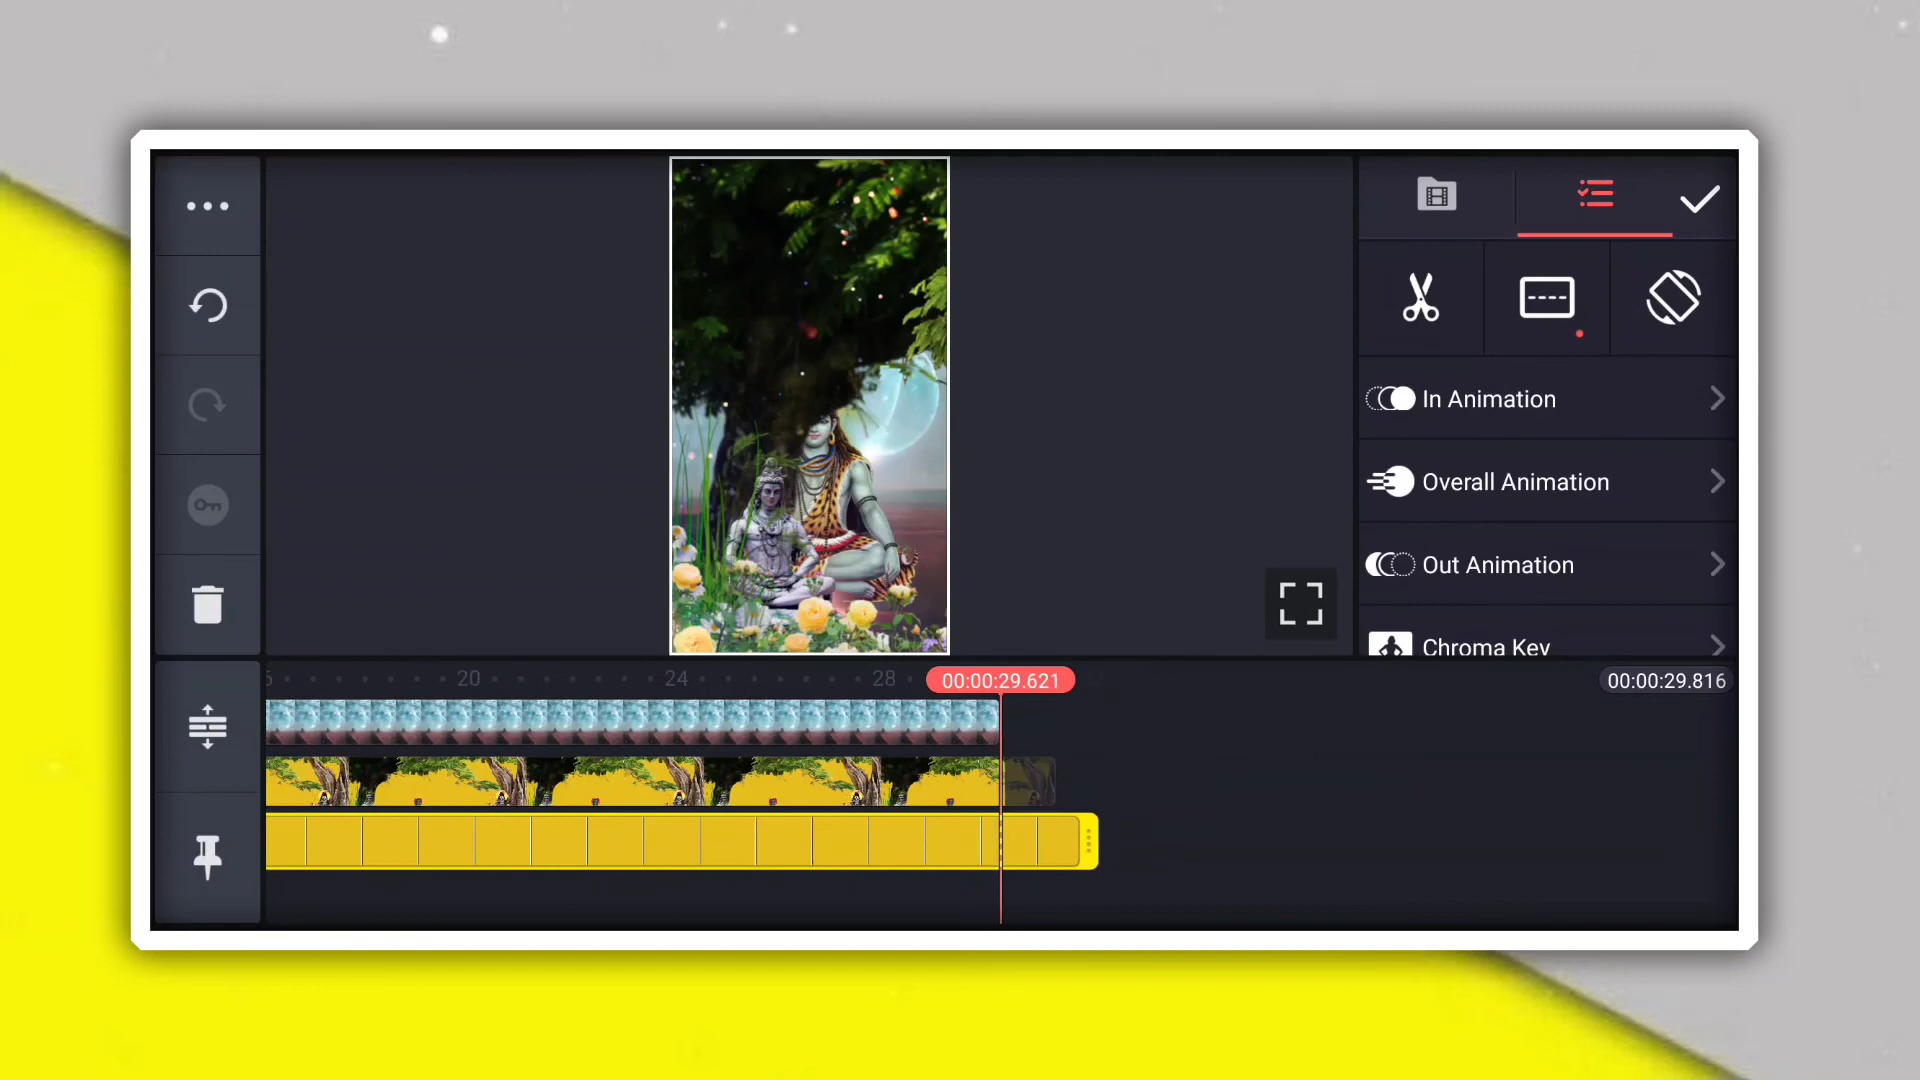 In Animation
Overall Animation
Out Animation
Chroma Key
20
24
28
00:00:29.621
00:00:29.816